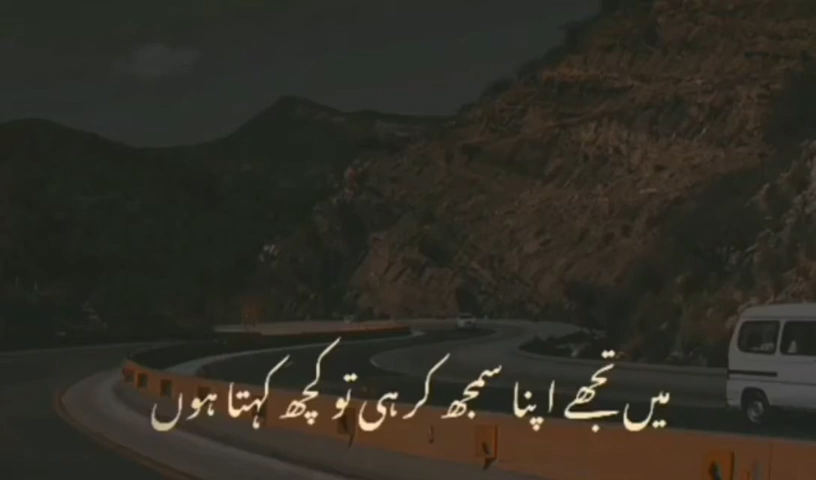 میں تجھے اپنا سمجھ کر ہی تو کچھ کہتا ہوں